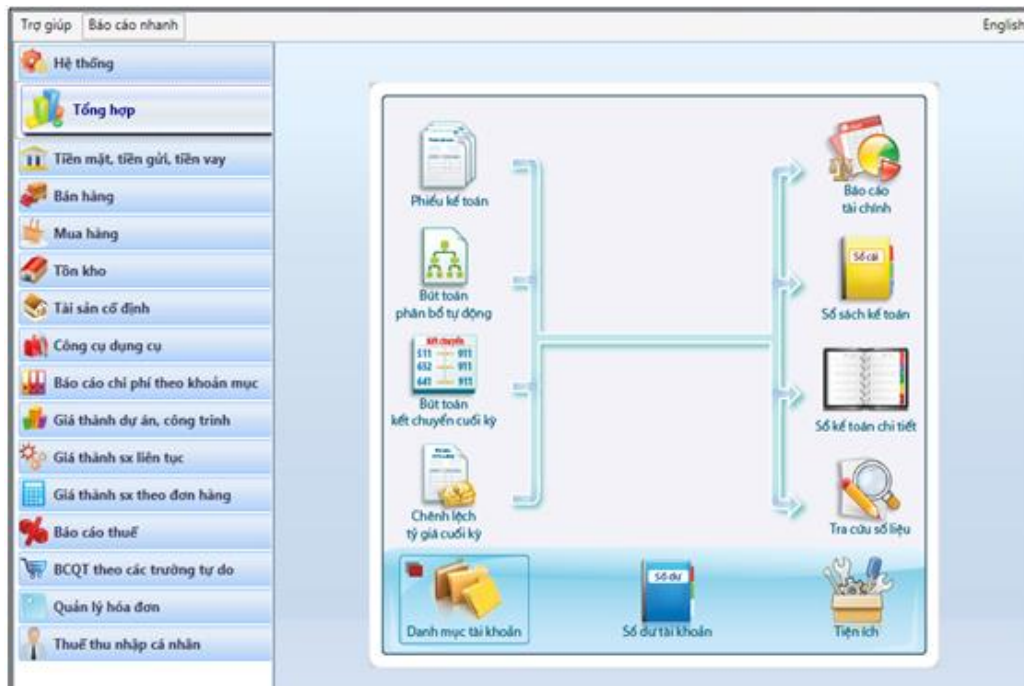 Trợ giúp
Báo cáo nhanh
English
Hệ thống
Tổng hợp
Tiền mặt, tiền gửi, tiền vay
Bán hàng
Mua hàng
Tồn kho
Tài sản cố định
Công cụ dụng cụ
Báo cáo chi phí theo khoản mục
Giá thành dự án, công trình
Giá thành sx liên tục
Giá thành sx theo đơn hàng
Báo cáo thuế
BCQT theo các trường tự do
Quản lý hóa đơn
Thuế thu nhập cá nhân
Phiếu kế toán
Bút toán
phân bổ tự động
Kết chuyển
511 911
632 911
641 911
Bút toán
kết chuyển cuối kỳ
Chênh lệch
tỷ giá cuối kỳ
Báo cáo
tài chính
Sổ cái
Sổ sách kế toán
Sổ kế toán chi tiết
Tra cứu số liệu
Danh mục tài khoản
Số dư
Số dư tài khoản
Tiện ích